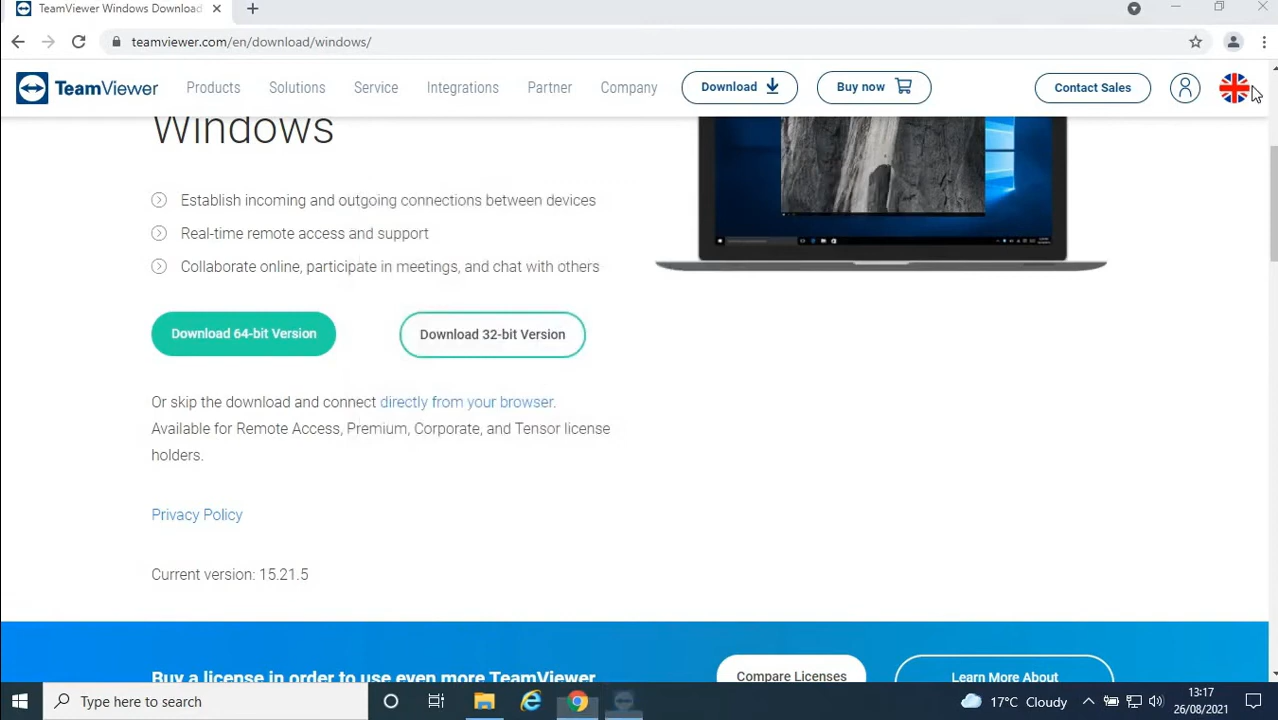 TeamViewer Windows Download
teamviewer.com/en/download/windows/
TeamViewer Products Solutions Service Integrations Partner Company Download Buy now Contact Sales
Windows
Establish incoming and outgoing connections between devices
Real-time remote access and support
Collaborate online, participate in meetings, and chat with others
Download 64-bit Version Download 32-bit Version
Or skip the download and connect directly from your browser.
Available for Remote Access, Premium, Corporate, and Tensor license
holders.
Privacy Policy
Current version: 15.21.5
Buy a license in order to use even more TeamViewer Compare Licenses Learn More About
Type here to search 17°C Cloudy 13:17
26/08/2021